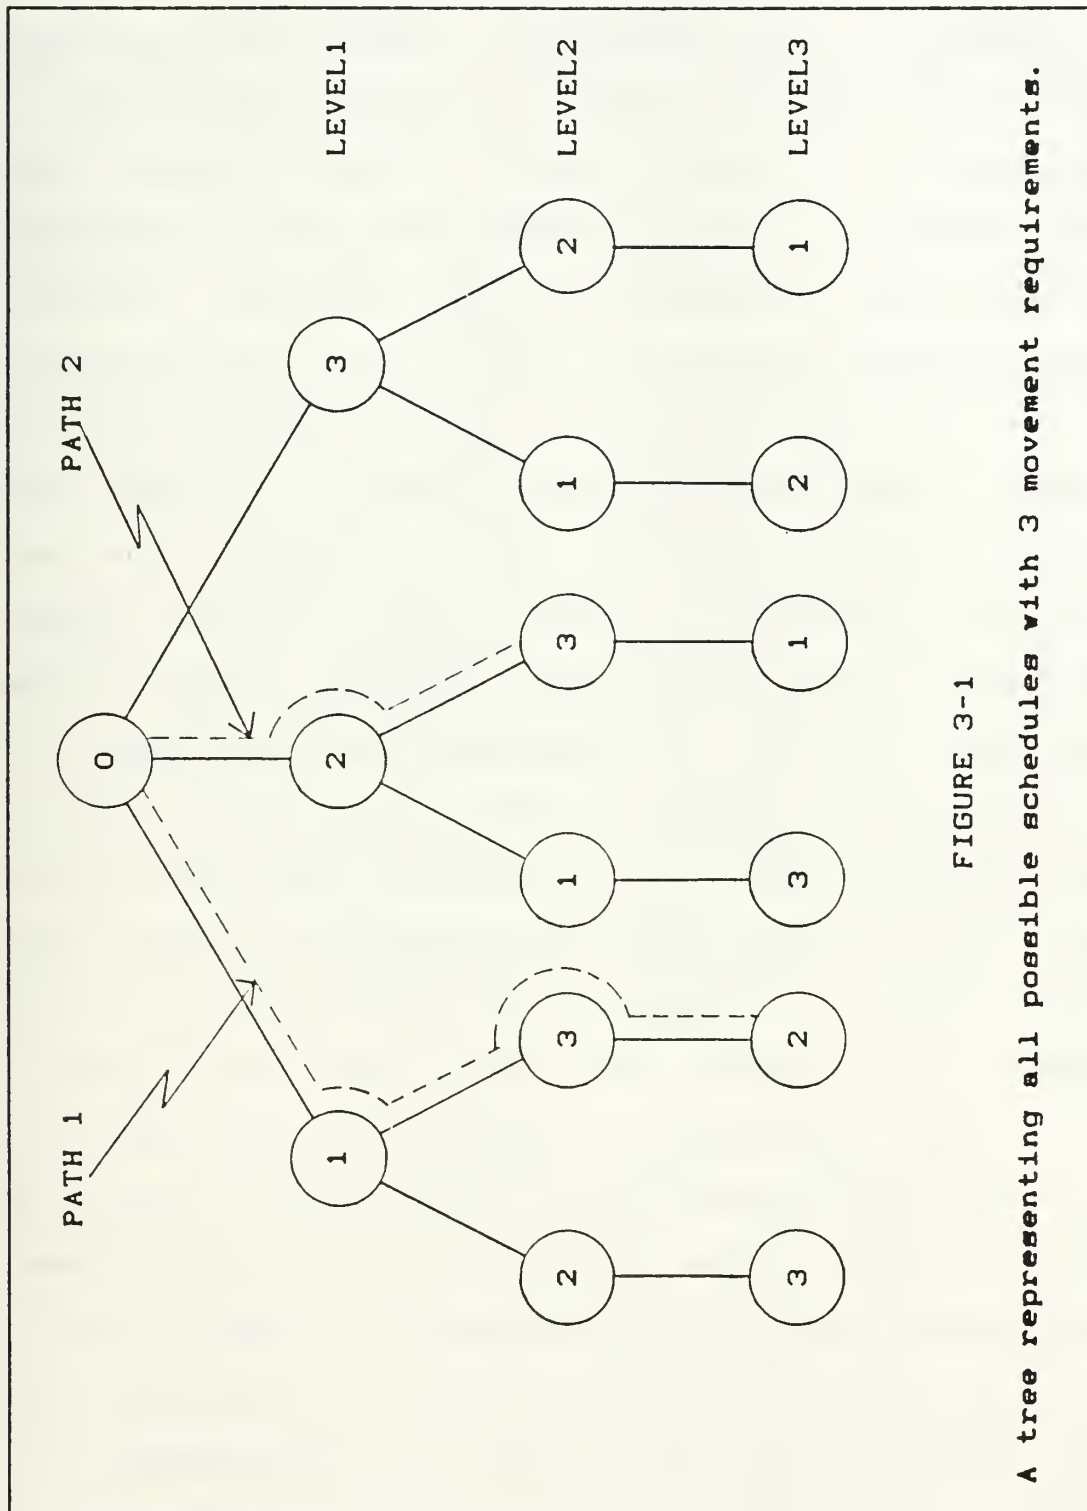 PATH 1
PATH 2
0
1
2
3
LEVEL1
2
3
1
3
1
2
LEVEL2
3
2
3
1
2
1
LEVEL3
FIGURE 3-1
A tree representing all possible schedules with 3 movement requirements.